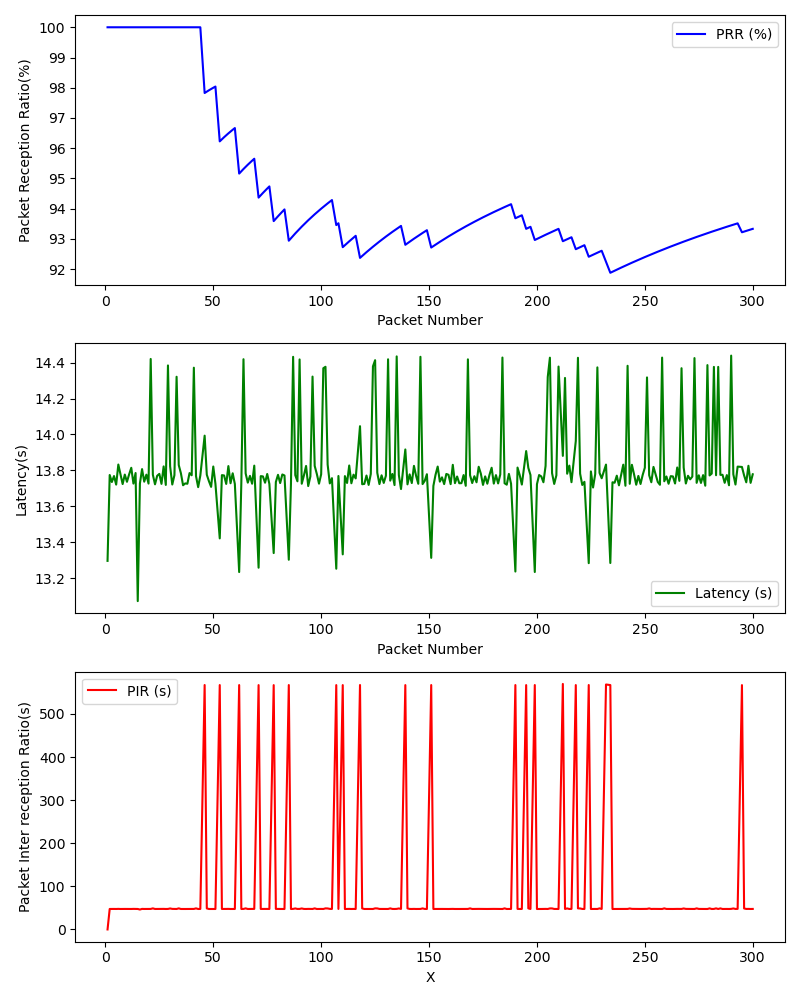 100
99
98
97
96
95
94
93
92
Packet Reception Ratio(%)
PRR (%)
0 50 100 150 200 250 300
Packet Number
14.4
14.2
14.0
13.8
13.6
13.4
13.2
Latency(s)
Latency (s)
0 50 100 150 200 250 300
Packet Number
500
400
300
200
100
0
Packet Inter reception Ratio(s)
PIR (s)
0 50 100 150 200 250 300
X